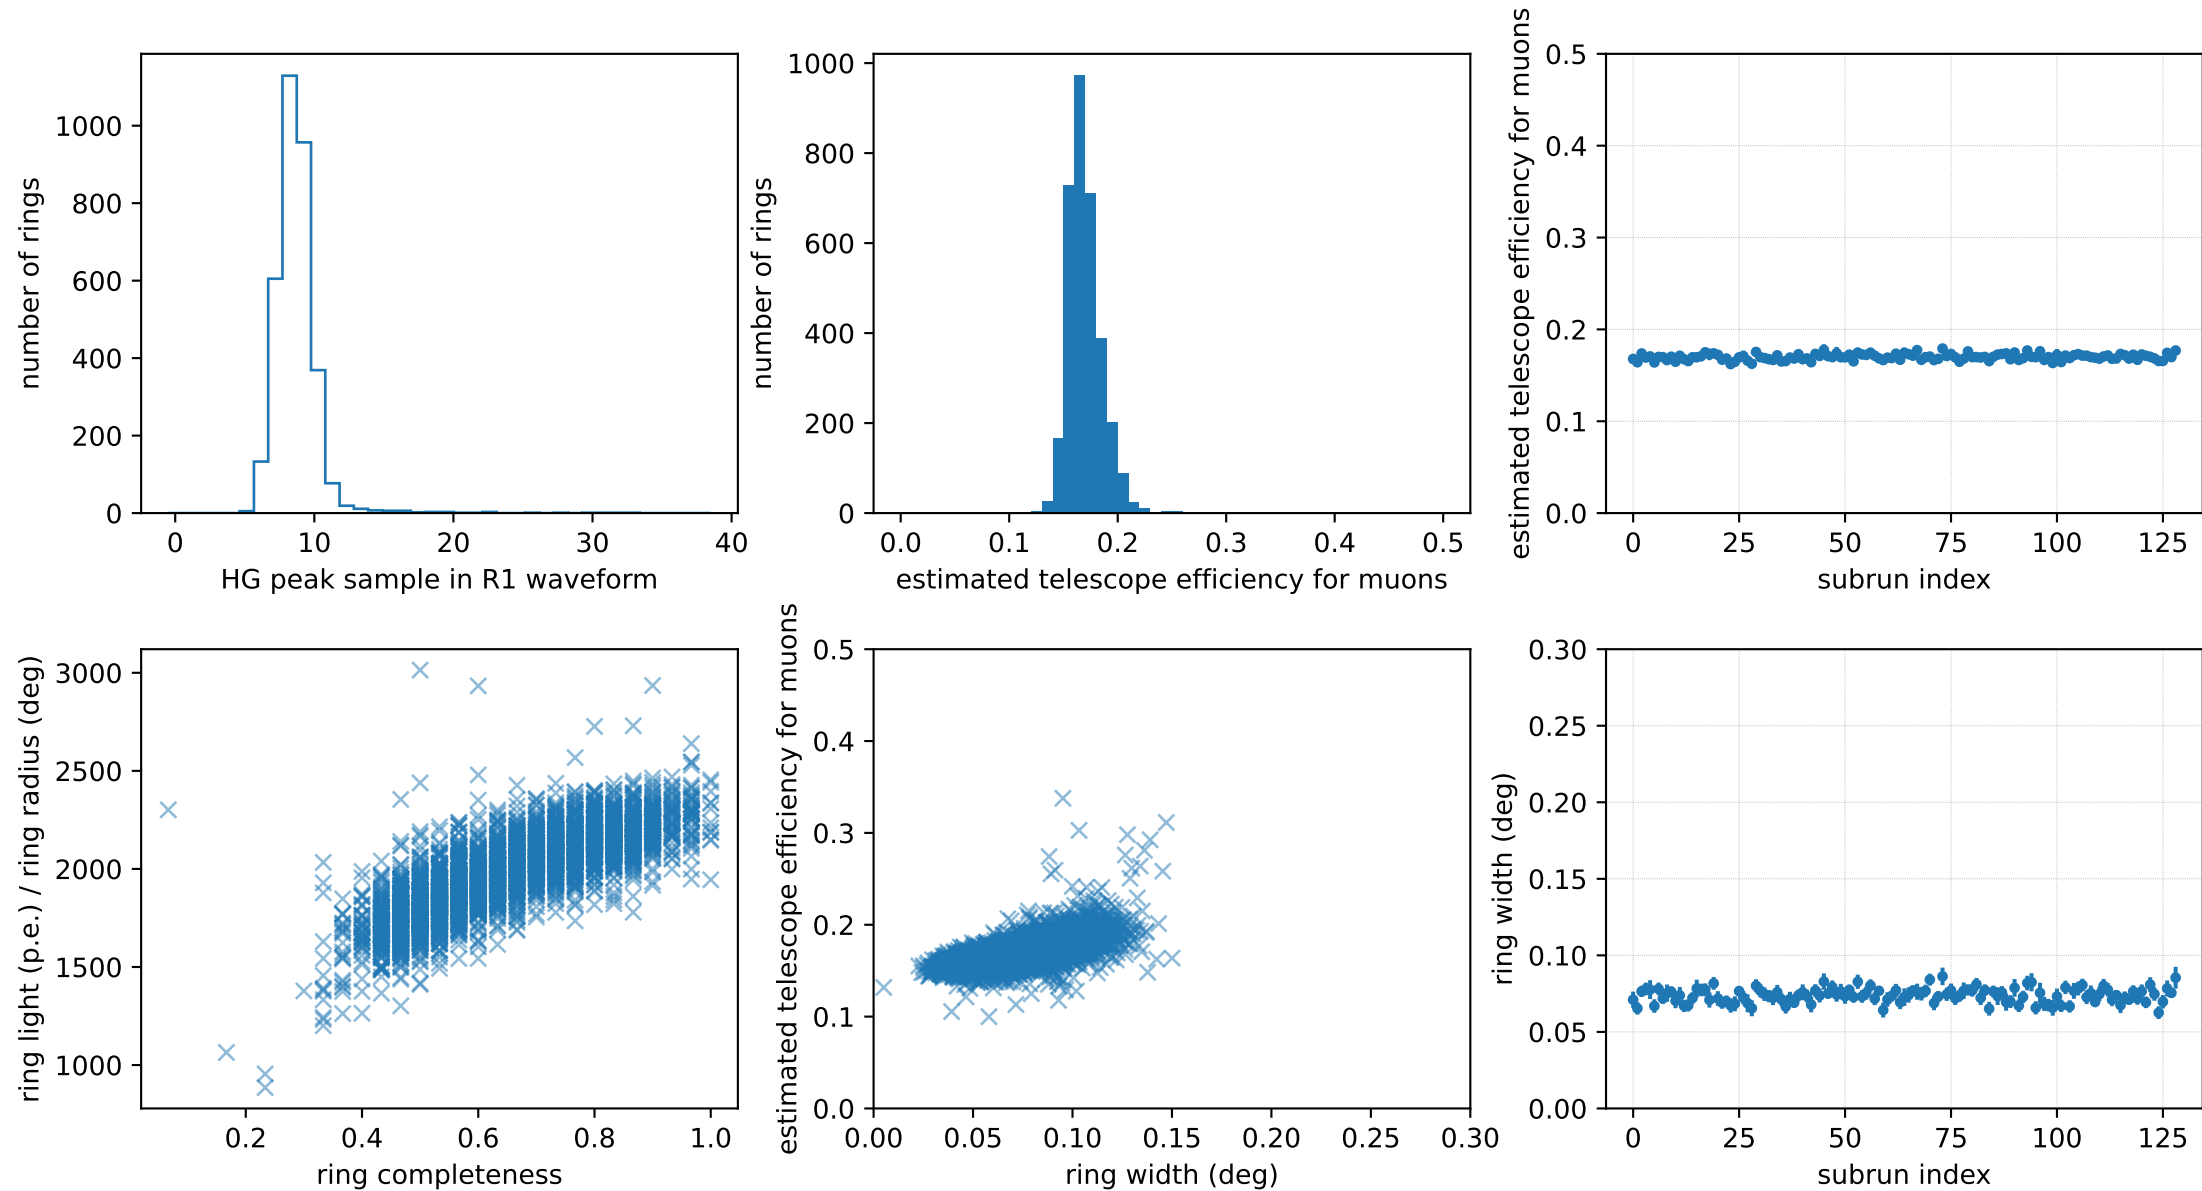 1000
800
600
400
200
0
number of rings
0 10 20 30 40
HG peak sample in R1 waveform
1000
800
600
400
200
0
number of rings
0.0 0.1 0.2 0.3 0.4 0.5
estimated telescope efficiency for muons
0.5
0.4
0.3
0.2
0.1
0.0
estimated telescope efficiency for muons
0 25 50 75 100 125
subrun index
3000
2500
2000
1500
1000
ring light (p.e.) / ring radius (deg)
0.2 0.4 0.6 0.8 1.0
ring completeness
0.5
0.4
0.3
0.2
0.1
0.0
estimated telescope efficiency for muons
0.00 0.05 0.10 0.15 0.20 0.25 0.30
ring width (deg)
0.30
0.25
0.20
0.15
0.10
0.05
0.00
ring width (deg)
0 25 50 75 100 125
subrun index